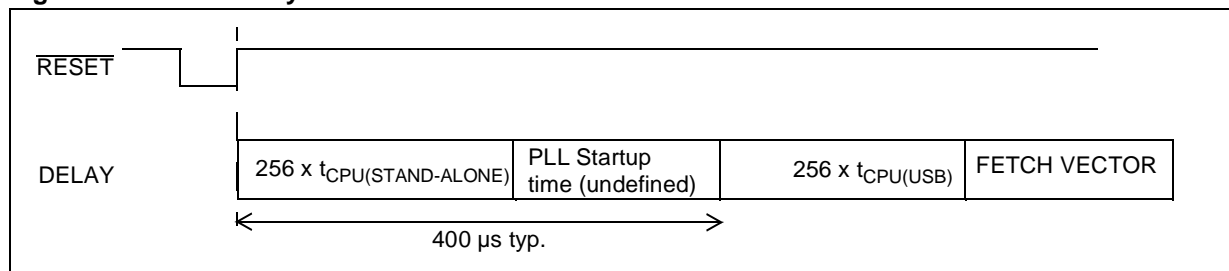 RESET
DELAY
256 x tCPU(STAND-ALONE)
PLL Startup
time (undefined)
256 x tCPU(USB)
FETCH VECTOR
400 µs typ.